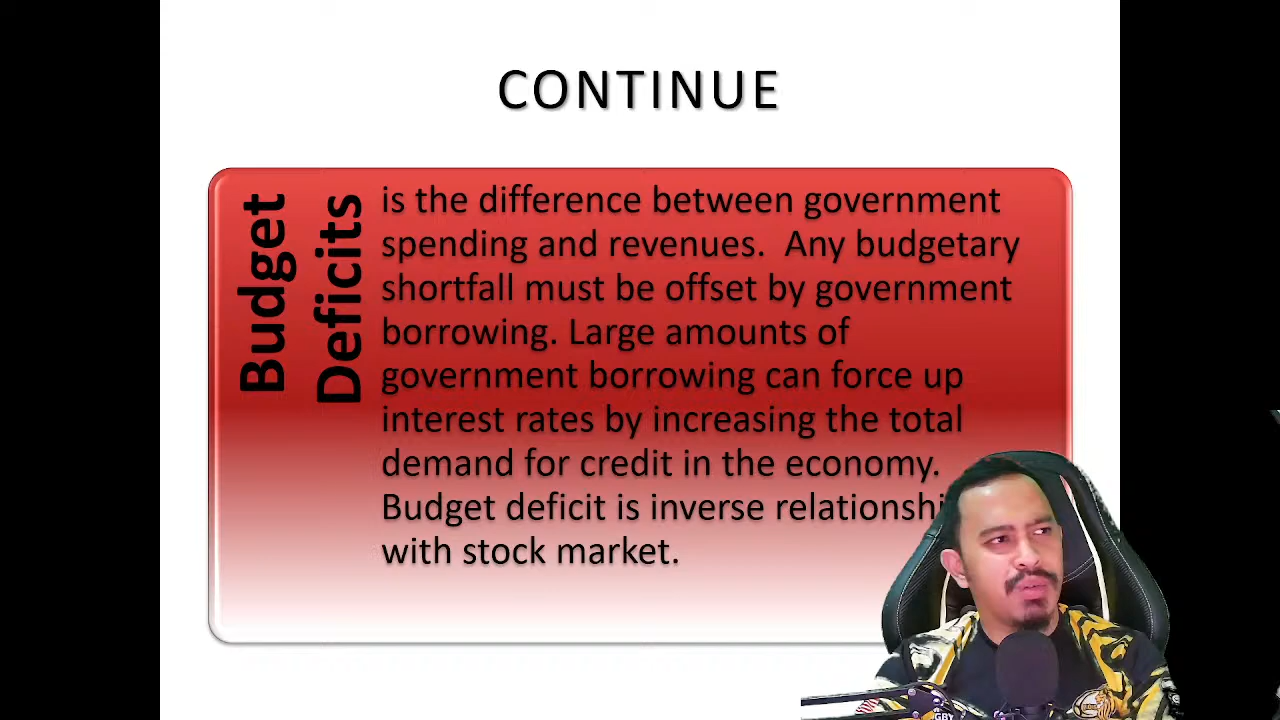 CONTINUE
Budget
Deficits
is the difference between government
spending and revenues.  Any budgetary
shortfall must be offset by government
borrowing. Large amounts of
government borrowing can force up
interest rates by increasing the total
demand for credit in the economy.
Budget deficit is inverse
with stock market.
GBY